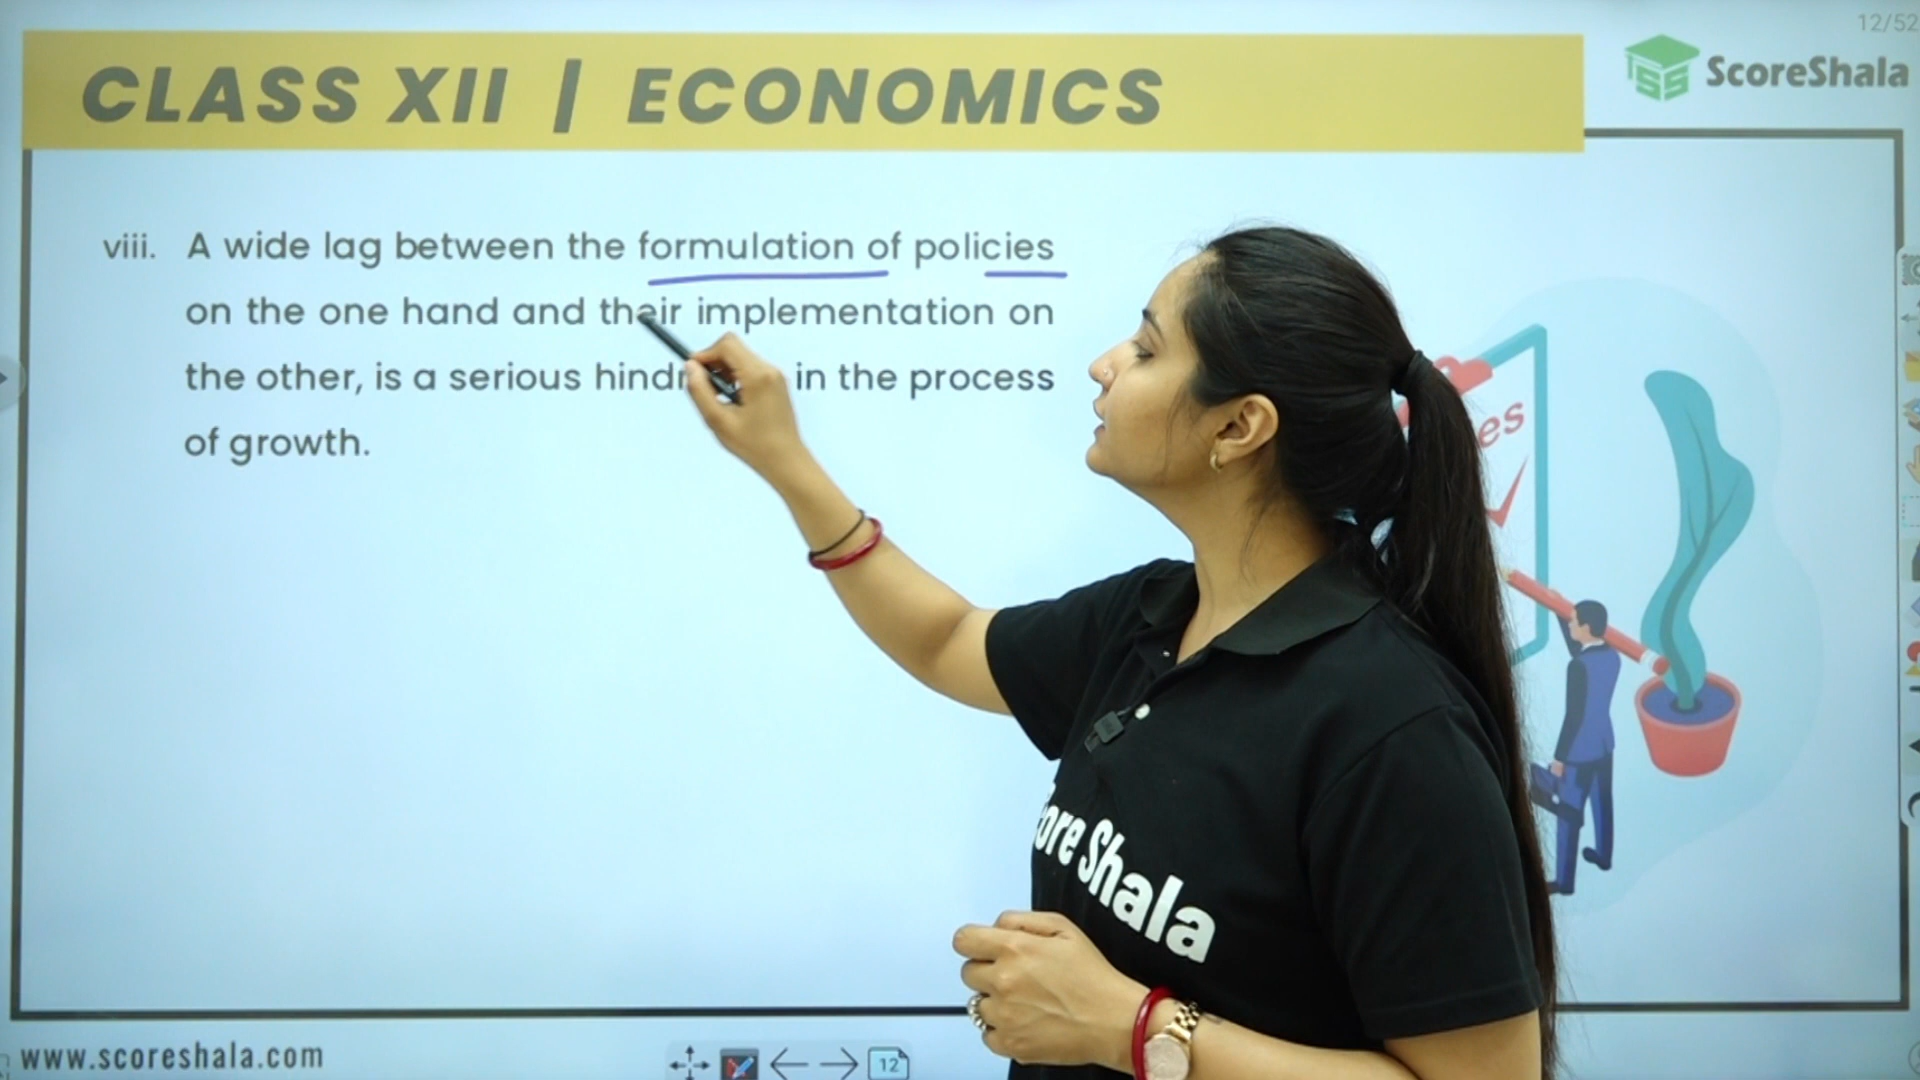 12/52
CLASS XII | ECONOMICS
ScoreShala
viii. A wide lag between the formulation of policies
on the one hand and their implementation on
the other, is a serious in the process
of growth.
es
ore Shala
www.scoreshala.com
12